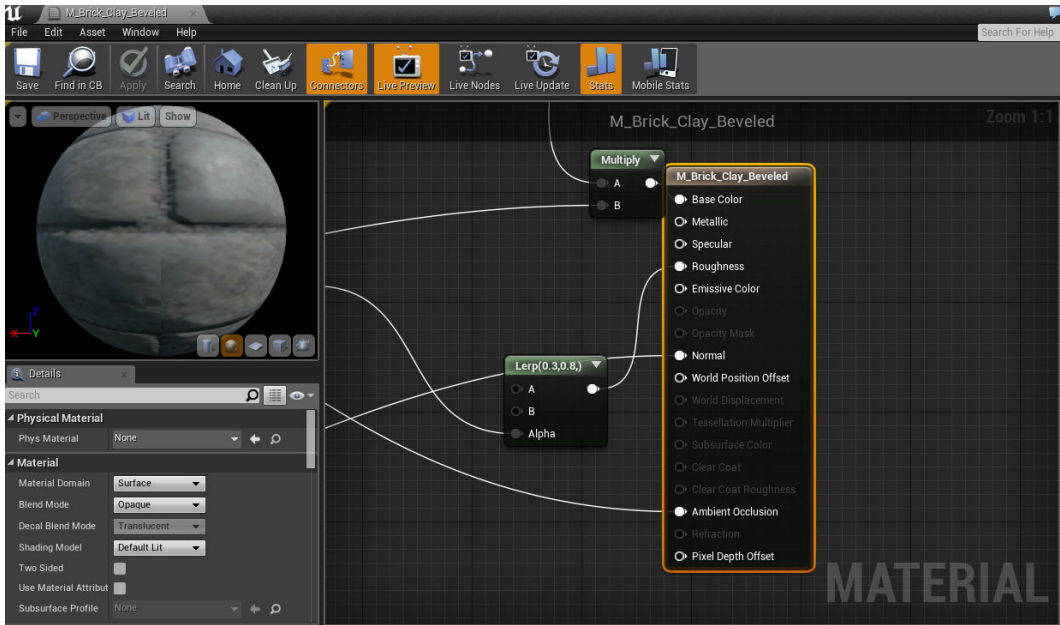 M_Brick_Clay_Beveled
File Edit Asset Window Help
Search For Help
Save Find in CB Apply Search Home Clean Up Connectors Live Preview Live Nodes Live Update Stats Mobile Stats
Perspective Lit Show
M_Brick_Clay_Beveled
Zoom 1:1
Multiply
A
B
M_Brick_Clay_Beveled
Base Color
Metallic
Specular
Roughness
Emissive Color
Opacity
Opacity Mask
Normal
World Position Offset
World Displacement
Tessellation Multiplier
Subsurface Color
Clear Coat
Clear Coat Roughness
Ambient Occlusion
Refraction
Pixel Depth Offset
Lerp(0.3,0.8,)
A
B
Alpha
Z
X Y
Details
Search
Physical Material
Phys Material None
Material
Material Domain Surface
Blend Mode Opaque
Decal Blend Mode Translucent
Shading Model Default Lit
Two Sided
Use Material Attribut
Subsurface Profile None
MATERIAL